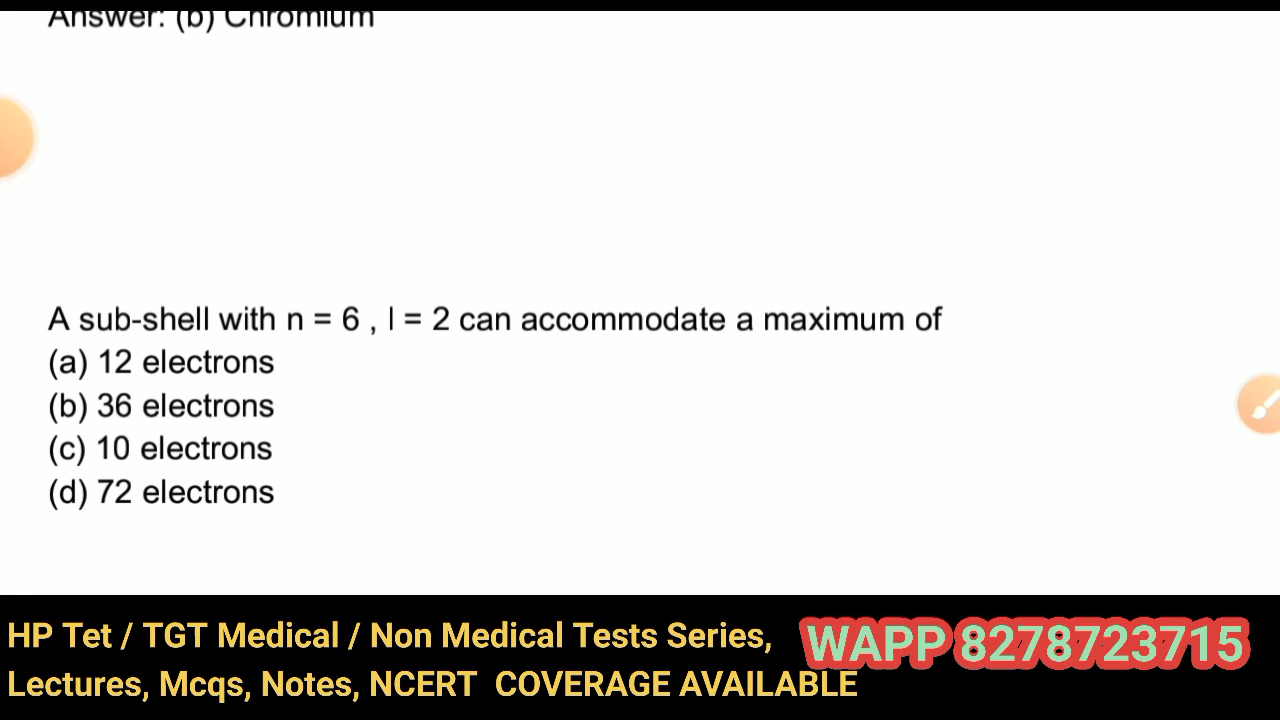 Answer: (b) Chromium
A sub-shell with n = 6 , l = 2 can accommodate a maximum of
(a) 12 electrons
(b) 36 electrons
(c) 10 electrons
(d) 72 electrons
HP Tet / TGT Medical / Non Medical Tests Series,
WAPP 8278723715
Lectures, Mcqs, Notes, NCERT  COVERAGE AVAILABLE